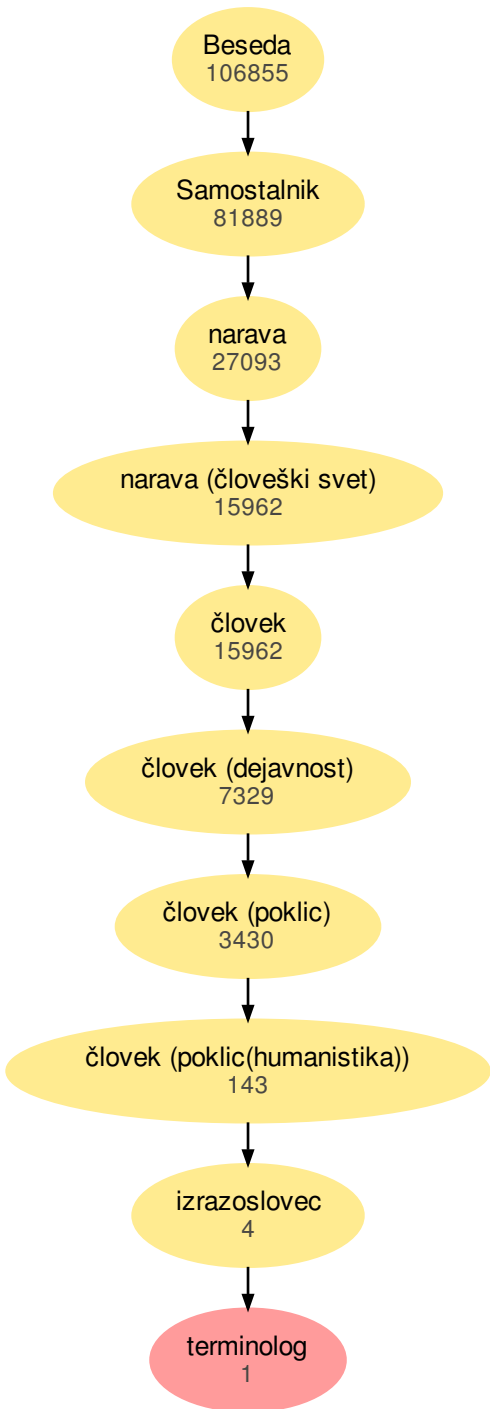 Beseda
106855
Samostalnik
81889
narava
27093
narava (človeški svet)
15962
človek
15962
človek (dejavnost)
7329
človek (poklic)
3430
človek (poklic(humanistika))
143
izrazoslovec
4
terminolog
1